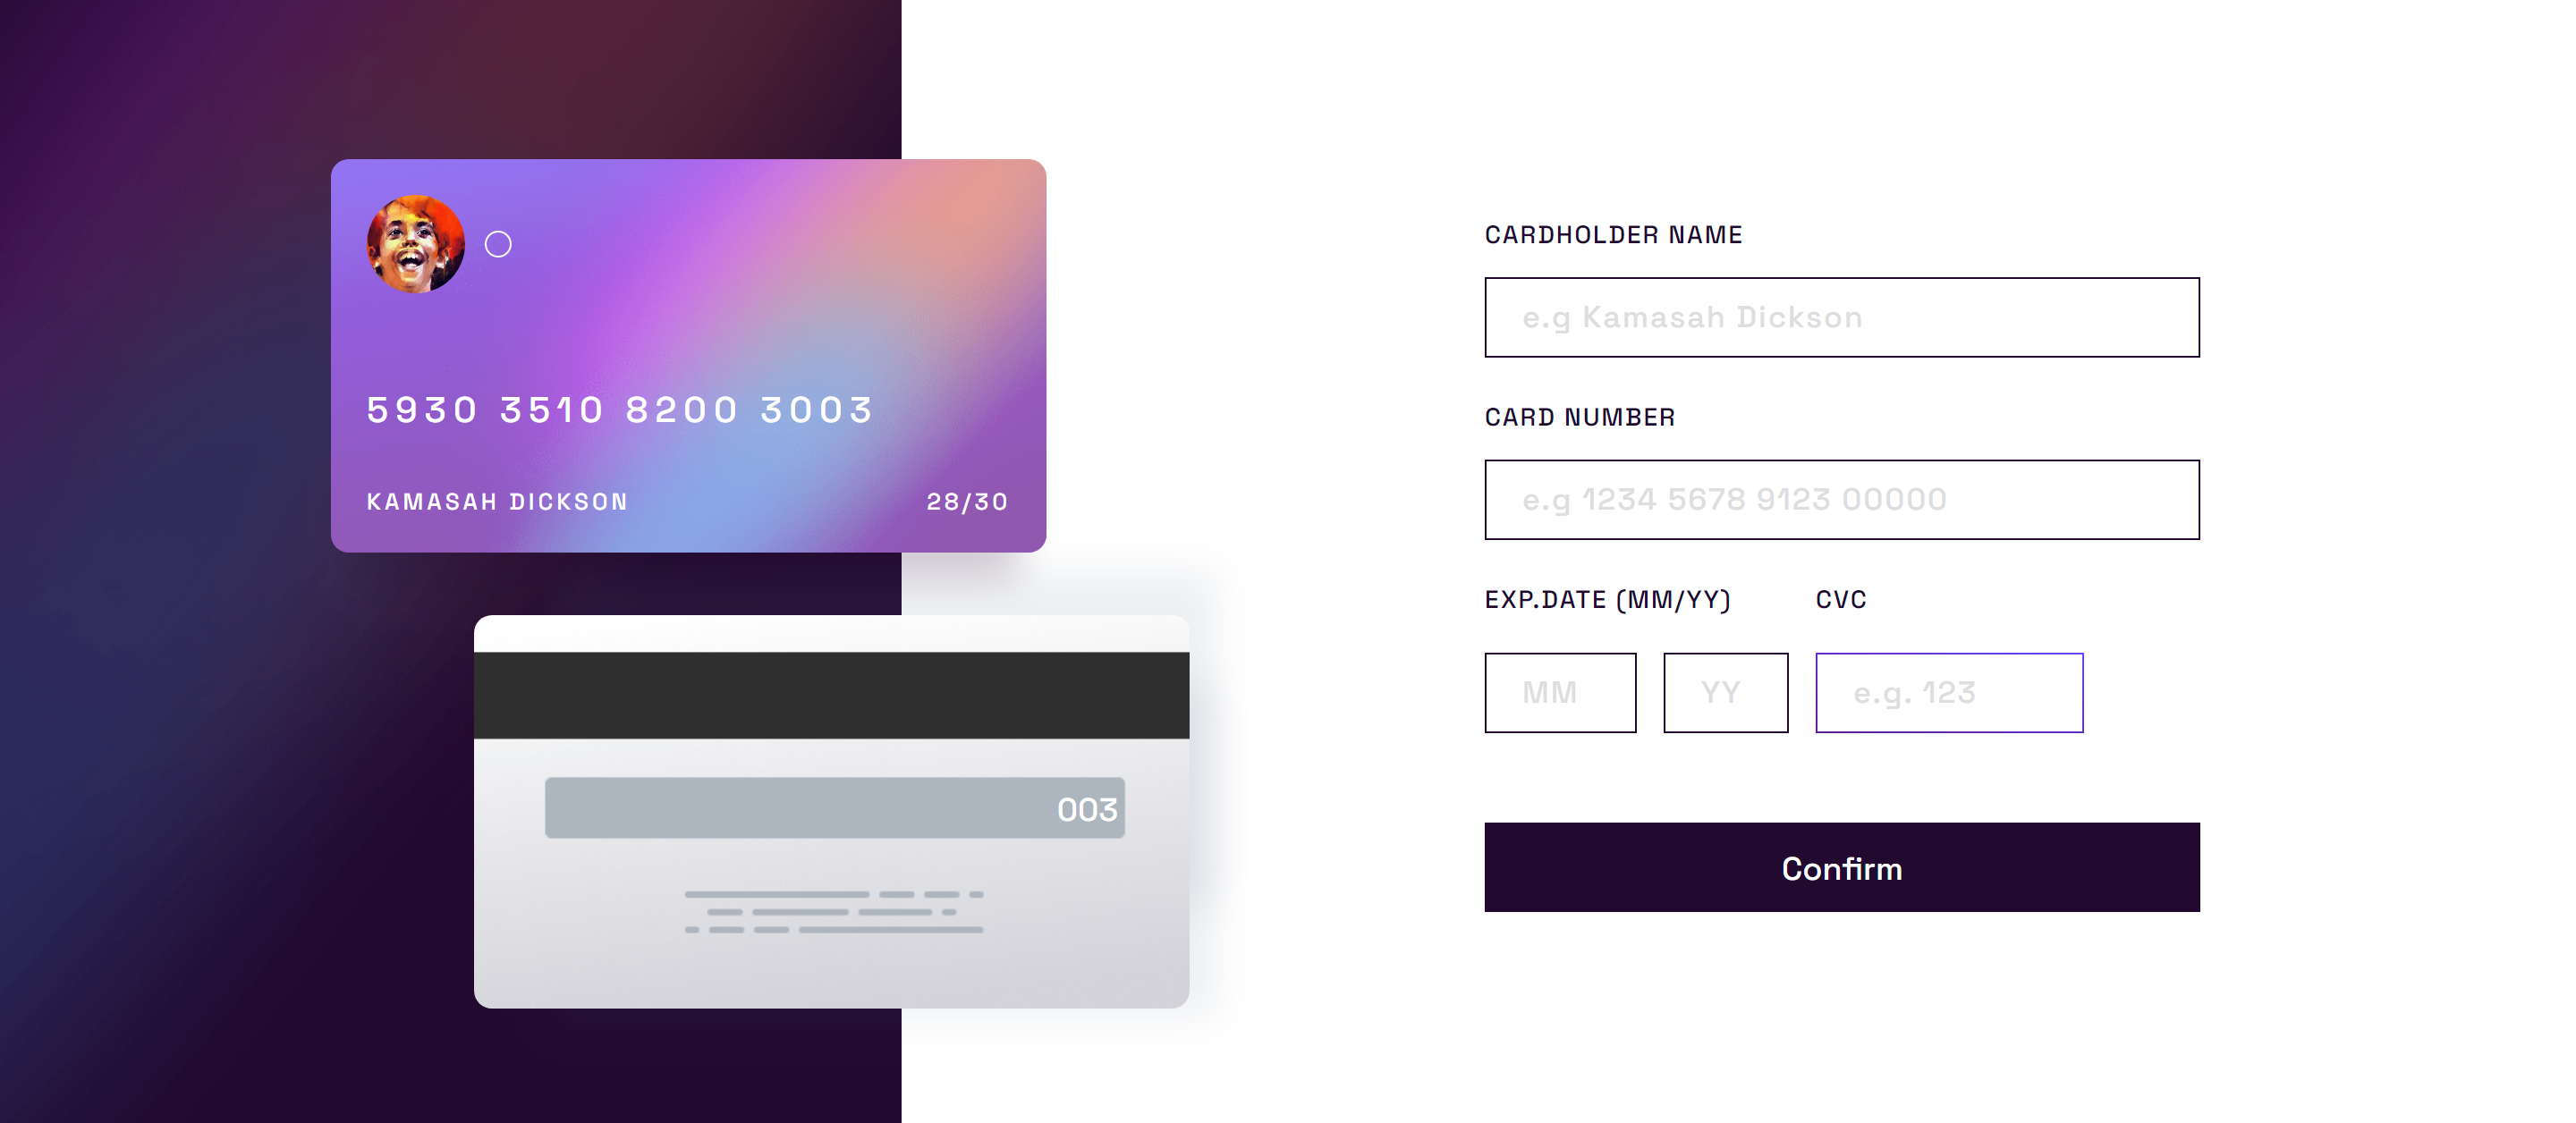 5930 3510 8200 3003
KAMASAH DICKSON 28/30
003
CARDHOLDER NAME
e.g Kamasah Dickson
CARD NUMBER
e.g 1234 5678 9123 00000
EXP.DATE (MM/YY) CVC
MM YY e.g. 123
Confirm